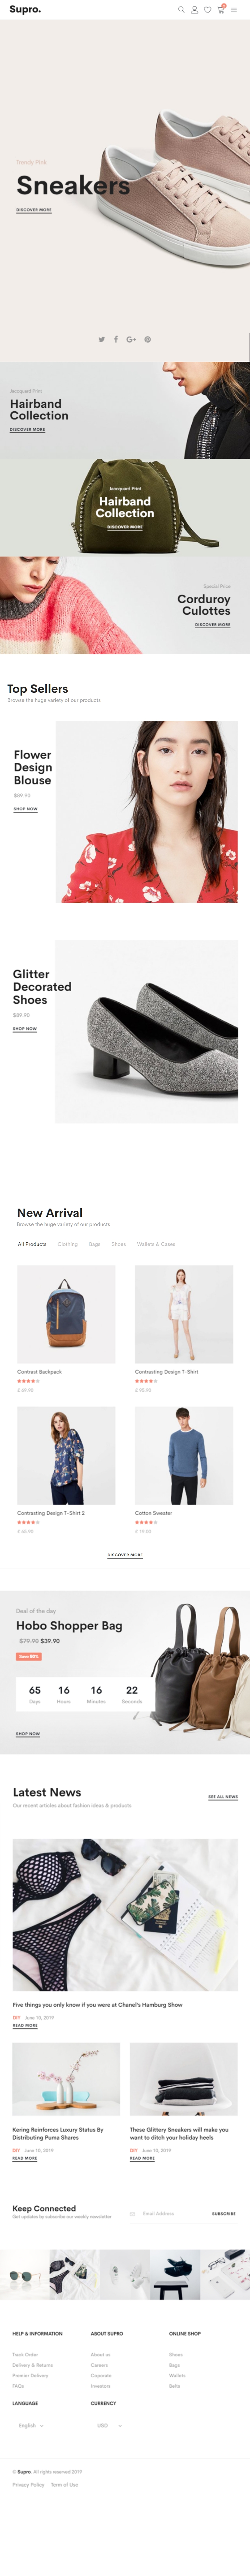 Supro.
Trendy Pink
Sneakers
DISCOVER MORE
Jacquard Print
Hairband
Collection
DISCOVER MORE
Jacquard Print
Hairband
Collection
DISCOVER MORE
Special Price
Corduroy
Culottes
DISCOVER MORE
Top Sellers
Browse the huge variety of our products
Flower
Design
Blouse
$69.90
SHOP NOW
Glitter
Decorated
Shoes
$89.90
SHOP NOW
New Arrival
Browse the huge variety of our products
All Products Clothing Bags Shoes Wallets & Cases
Contrast Backpack
£ 69.90
Contrasting Design T-Shirt
Contrasting Design T-Shirt 2
Cotton Sweater
DISCOVER MORE
Deal of the day
Hobo Shopper Bag
$79.90 $39.90
Save 80%
65 16 16 22
Days Hours Minutes Seconds
SHOP NOW
Latest News
Our recent articles about fashion ideas & products
SEE ALL NEWS
Five things you only know if you were at Chanel's Hamburg Show
DIY June 10, 2019
READ MORE
Kering Reinforces Luxury Status By
Distributing Puma Shares
DIY June 10, 2019
READ MORE
These Glittery Sneakers will make you
want to ditch your holiday heels
DIY June 10, 2019
READ MORE
Keep Connected
Get updates by subscribe our weekly newsletter
Email Address
SUBSCRIBE
HELP & INFORMATION
Track Order
Delivery & Returns
Premier Delivery
FAQs
ABOUT SUPRO
About us
Careers
Coporate
Investors
ONLINE SHOP
Shoes
Bags
Wallets
Belts
LANGUAGE
English
CURRENCY
USD
© Supro. All rights reserved 2019
Privacy Policy Term of Use